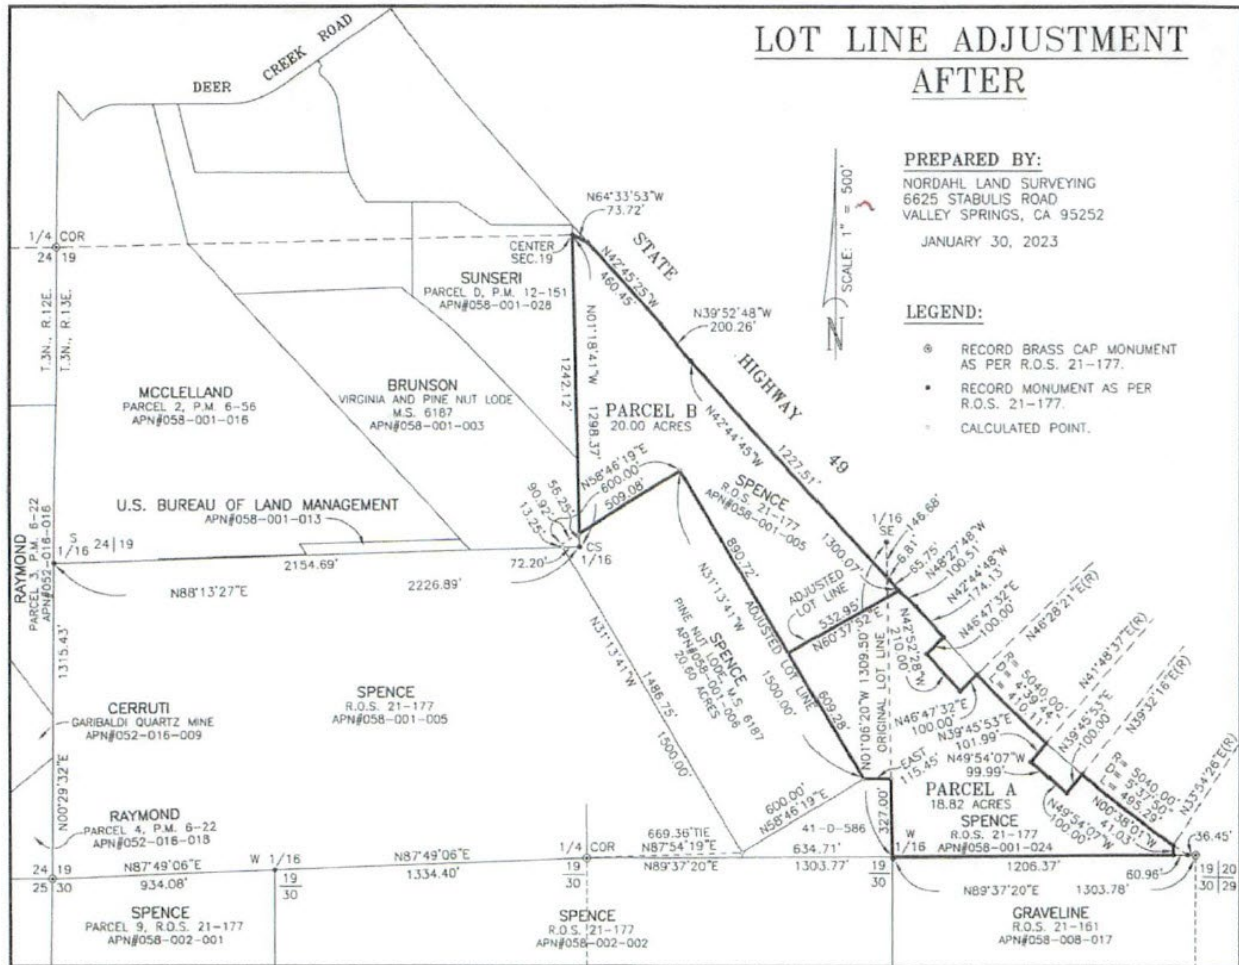 LOT LINE ADJUSTMENT
AFTER
PREPARED BY:
NORDAHL LAND SURVEYING
6625 STABULIS ROAD
VALLEY SPRINGS, CA 95252
JANUARY 30, 2023
SCALE: 1" = 500'
N
LEGEND:
RECORD BRASS CAP MONUMENT
AS PER R.O.S. 21-177.
RECORD MONUMENT AS PER
R.O.S. 21-177.
CALCULATED POINT.
DEER CREEK ROAD
N64°33'53"W
73.72'
1/4 COR
24 19
T.3N., R.12E.
T.3N., R.13E.
CENTER
SEC.19
STATE HIGHWAY 49
SUNSERI
PARCEL D, P.M. 12-151
APN#058-001-028
N42°45'25"W
460.45'
N39°52'48"W
200.26'
N01°18'41"W
1242.12'
1298.37'
MCCLELLAND
PARCEL 2, P.M. 6-56
APN#058-001-016
BRUNSON
VIRGINIA AND PINE NUT LODE
M.S. 6187
APN#058-001-003
PARCEL B
20.00 ACRES
N42°44'45"W
1227.51'
SPENCE
R.O.S. 21-177
APN#058-001-005
U.S. BUREAU OF LAND MANAGEMENT
APN#058-001-013
N58°46'19"E
600.00'
509.08'
56.25'
90.92'
13.25'
RAYMOND
PARCEL 3, P.M. 6-22
APN#052-016-016
S
1/16
24|19
2154.69'
72.20'
CS
1/16
N88°13'27"E
2226.89'
1/16
SE
146.68'
6.81'
65.75'
N48°27'48"W
100.51'
N42°44'48"W
174.13'
1300.07'
890.72'
N31°13'41"W
ADJUSTED
LOT LINE
532.95'
N60°37'52"E
N46°47'32"E
100.00'
N46°28'21"E(R)
N42°52'28"W
210.00'
N41°48'37"E(R)
R= 5040.00'
D= 4°39'44"
L= 410.11'
N39°45'53"E
100.00
N39°32'16"E(R)
1315.43'
N31°13'41"W
1486.75'
1500.00'
SPENCE
PINE NUT LODE, M.S. 6187
APN#058-001-006
20.60 ACRES
ADJUSTED LOT LINE
1500.00'
609.28'
N01°06'20"W 1309.50'
ORIGINAL LOT LINE
N46°47'32"E
100.00'
N39°45'53"E
101.99'
N49°54'07"W
99.99'
R= 5040.00'
D= 5°37'50"
L= 495.29'
N33°54'26"E(R)
CERRUTI
GARIBALDI QUARTZ MINE
APN#052-016-009
SPENCE
R.O.S. 21-177
APN#058-001-005
N00°29'32"E
EAST
115.45'
327.00'
PARCEL A
18.82 ACRES
SPENCE
R.O.S. 21-177
APN#058-001-024
N49°54'07"W
100.00'
N00°38'01"W
41.03'
36.45'
RAYMOND
PARCEL 4, P.M. 6-22
APN#052-016-018
600.00'
N58°46'19"E
41-D-586
24 19
25 30
N87°49'06"E
934.08'
W 1/16
19
30
N87°49'06"E
1334.40'
1/4 COR
19
30
669.36'TIE
N87°54'19"E
N89°37'20"E
634.71'
1303.77'
W
1/16
19
30
1206.37'
60.96'
N89°37'20"E
1303.78'
19|20
30|29
SPENCE
PARCEL 9, R.O.S. 21-177
APN#058-002-001
SPENCE
R.O.S. 21-177
APN#058-002-002
GRAVELINE
R.O.S. 21-161
APN#058-008-017